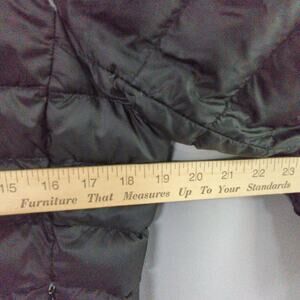 15 16 17 18 19 20 21 22 23
Furniture That Measures Up To Your Standards